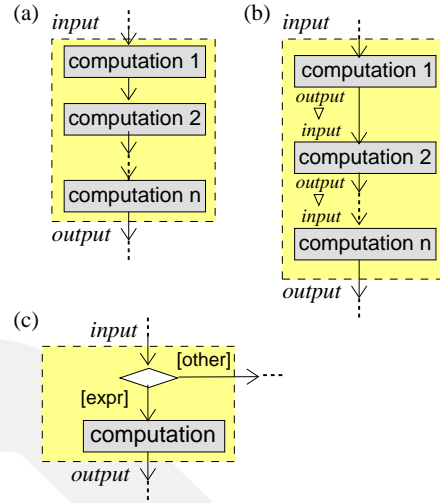 (a)
input
computation 1
computation 2
computation n
output
(b)
input
computation 1
output
input
computation 2
output
input
computation n
output
(c)
input
[other]
[expr]
computation
output